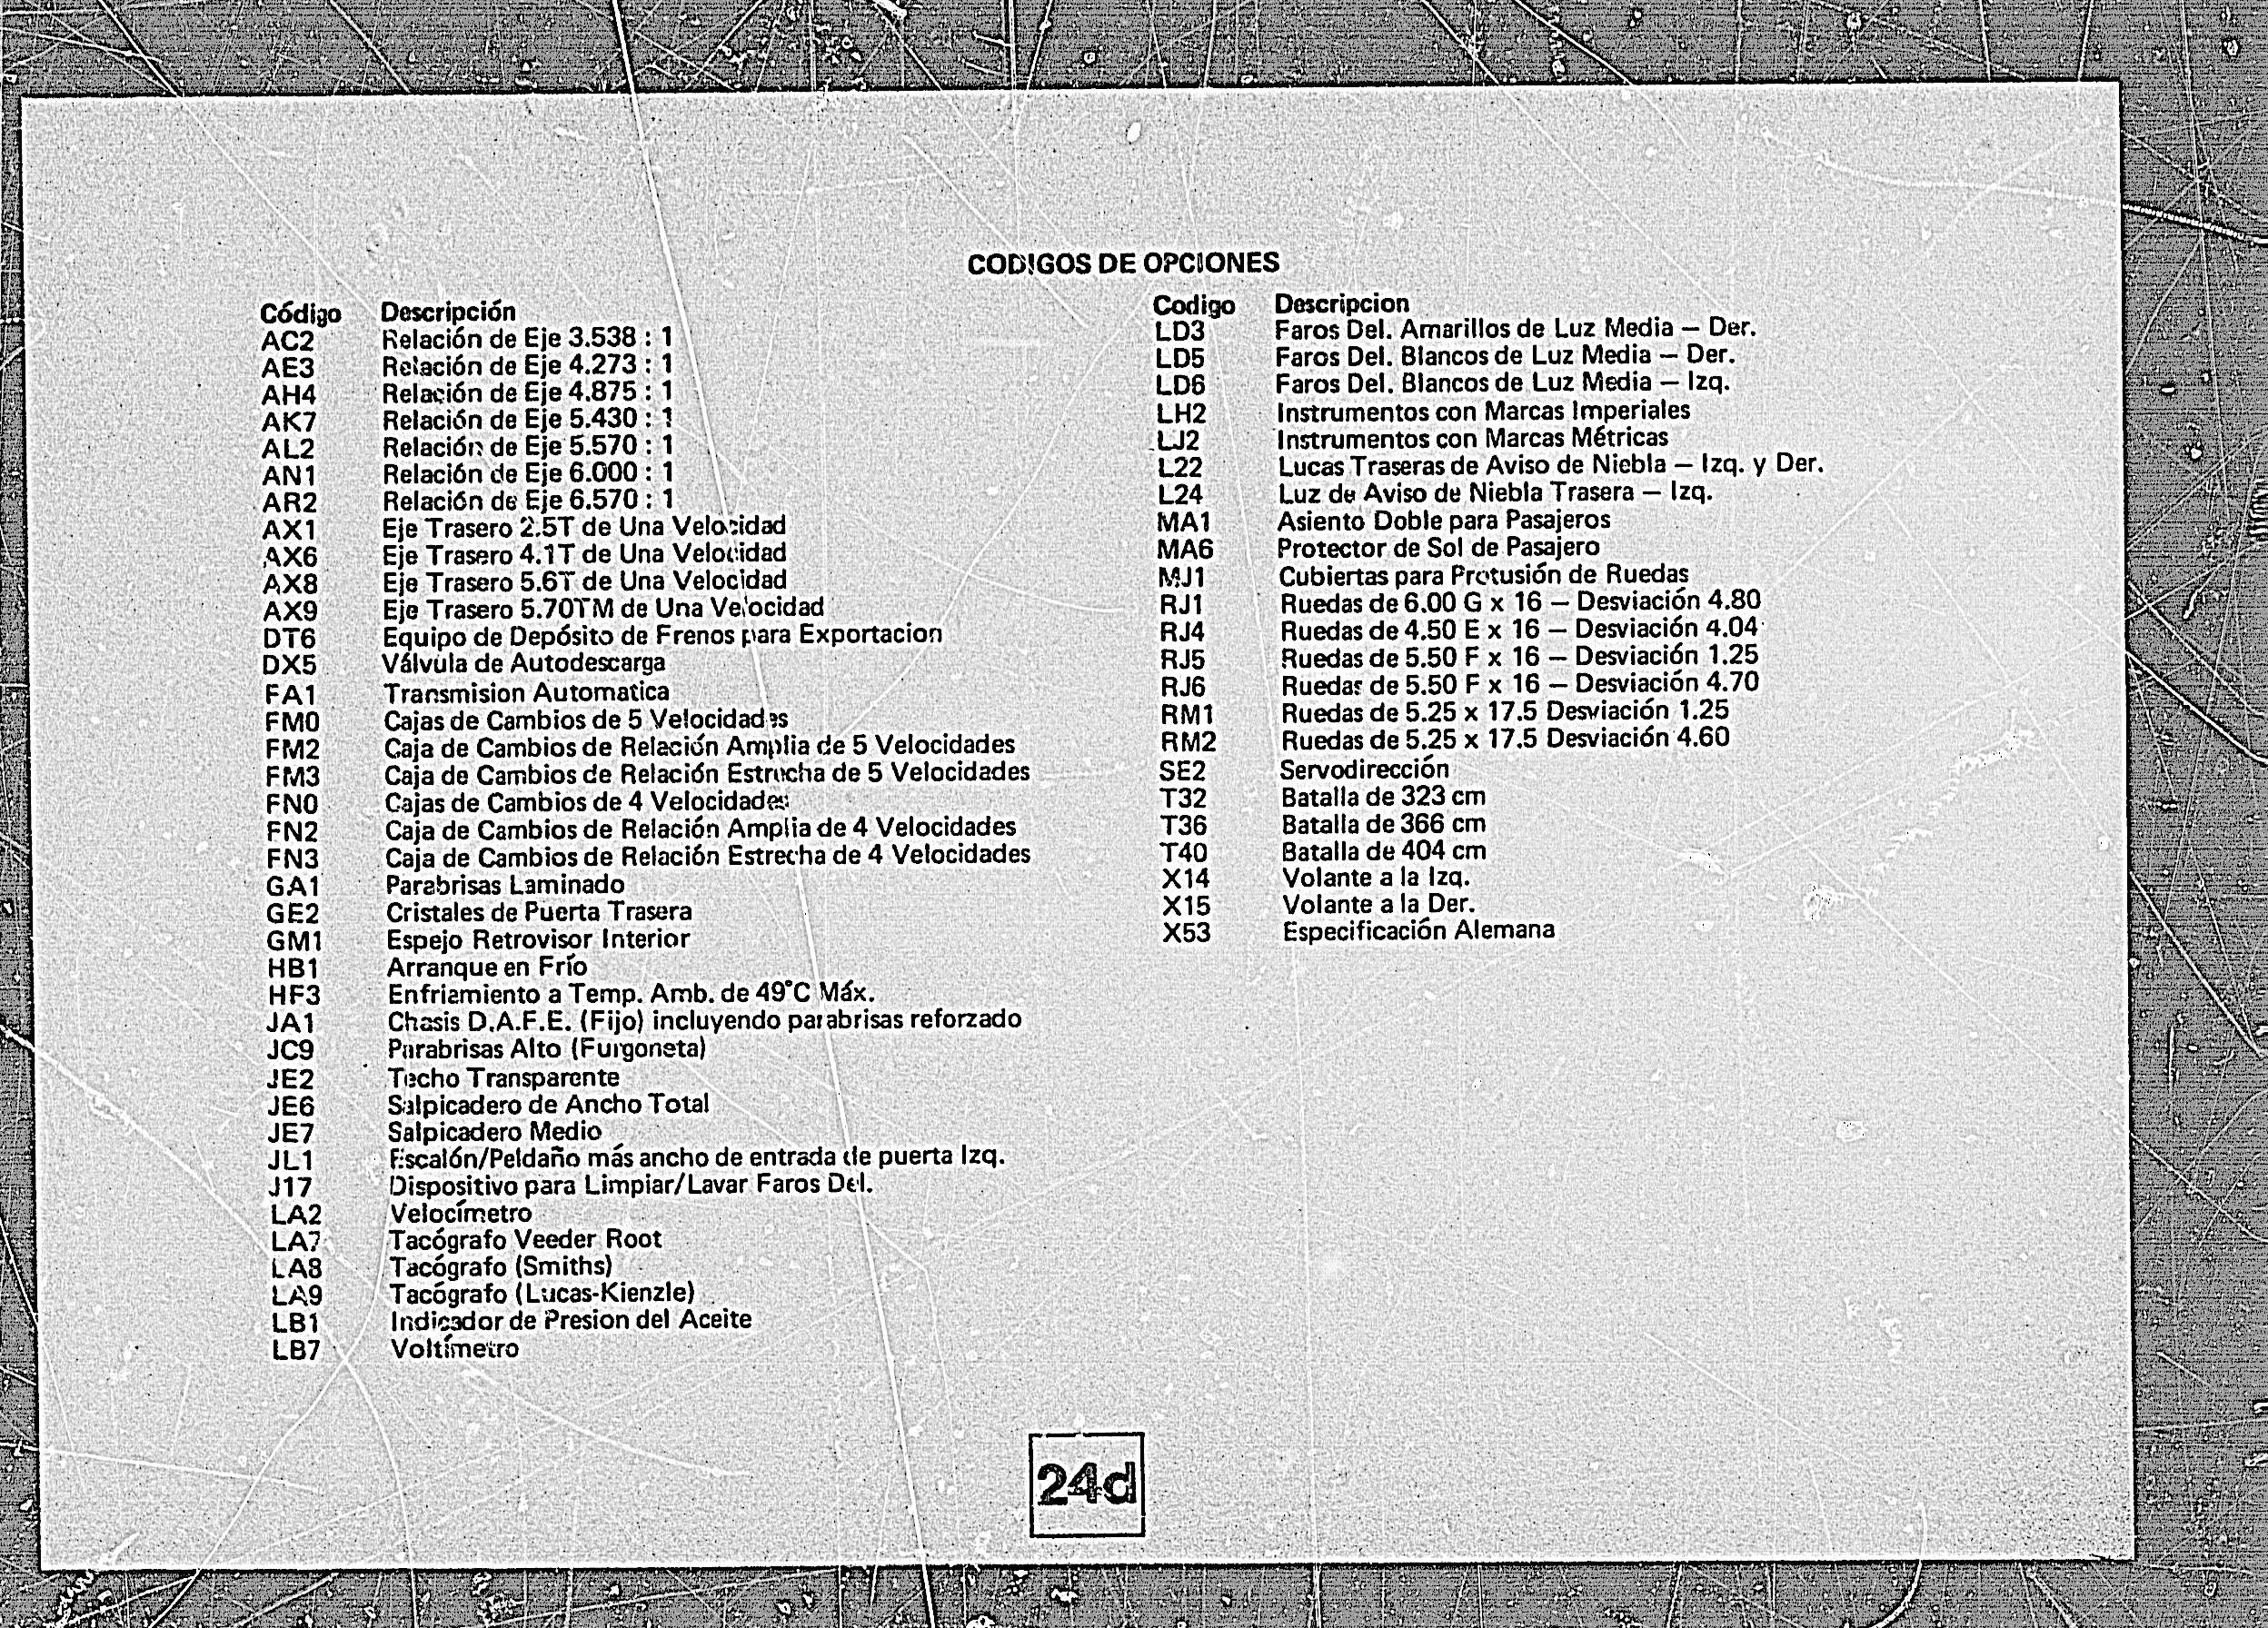 CODIGOS DE OPCIONES
Código Descripción
AC2 Relación de Eje 3.538 : 1
AE3 Relación de Eje 4.273 : 1
AH4 Relación de Eje 4.875 : 1
AK7 Relación de Eje 5.430 : 1
AL2 Relación de Eje 5.570 : 1
AN1 Relación de Eje 6.000 : 1
AR2 Relación de Eje 6.570 : 1
AX1 Eje Trasero 2.5T de Una Velocidad
AX6 Eje Trasero 4.1T de Una Velocidad
AX8 Eje Trasero 5.6T de Una Velocidad
AX9 Eje Trasero 5.70TM de Una Velocidad
DT6 Equipo de Depósito de Frenos para Exportacion
DX5 Válvula de Autodescarga
FA1 Transmision Automatica
FM0 Cajas de Cambios de 5 Velocidades
FM2 Caja de Cambios de Relación Amplia de 5 Velocidades
FM3 Caja de Cambios de Relación Estrecha de 5 Velocidades
FN0 Cajas de Cambios de 4 Velocidades
FN2 Caja de Cambios de Relación Amplia de 4 Velocidades
FN3 Caja de Cambios de Relación Estrecha de 4 Velocidades
GA1 Parabrisas Laminado
GE2 Cristales de Puerta Trasera
GM1 Espejo Retrovisor Interior
HB1 Arranque en Frío
HF3 Enfriamiento a Temp. Amb. de 49°C Máx.
JA1 Chasis D.A.F.E. (Fijo) incluyendo parabrisas reforzado
JC9 Parabrisas Alto (Furgoneta)
JE2 Techo Transparente
JE6 Salpicadero de Ancho Total
JE7 Salpicadero Medio
JL1 Escalón/Peldaño más ancho de entrada de puerta Izq.
J17 Dispositivo para Limpiar/Lavar Faros Del.
LA2 Velocímetro
LA7 Tacógrafo Veeder Root
LA8 Tacógrafo (Smiths)
LA9 Tacógrafo (Lucas-Kienzle)
LB1 Indicador de Presion del Aceite
LB7 Voltímetro
Codigo Descripcion
LD3 Faros Del. Amarillos de Luz Media — Der.
LD5 Faros Del. Blancos de Luz Media — Der.
LD6 Faros Del. Blancos de Luz Media — Izq.
LH2 Instrumentos con Marcas Imperiales
LJ2 Instrumentos con Marcas Métricas
L22 Lucas Traseras de Aviso de Niebla — Izq. y Der.
L24 Luz de Aviso de Niebla Trasera — Izq.
MA1 Asiento Doble para Pasajeros
MA6 Protector de Sol de Pasajero
MJ1 Cubiertas para Protusión de Ruedas
RJ1 Ruedas de 6.00 G x 16 — Desviación 4.80
RJ4 Ruedas de 4.50 E x 16 — Desviación 4.04
RJ5 Ruedas de 5.50 F x 16 — Desviación 1.25
RJ6 Ruedas de 5.50 F x 16 — Desviación 4.70
RM1 Ruedas de 5.25 x 17.5 Desviación 1.25
RM2 Ruedas de 5.25 x 17.5 Desviación 4.60
SE2 Servodirección
T32 Batalla de 323 cm
T36 Batalla de 366 cm
T40 Batalla de 404 cm
X14 Volante a la Izq.
X15 Volante a la Der.
X53 Especificación Alemana
24d